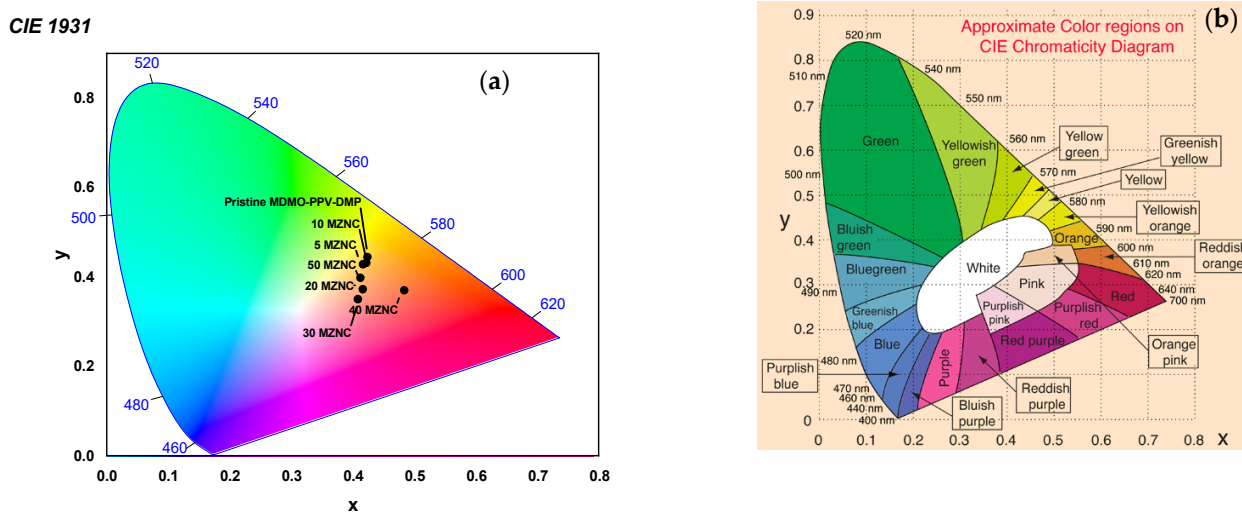 CIE 1931
(a)
0.8
0.6
0.4
0.2
0.0
y
0.0 0.1 0.2 0.3 0.4 0.5 0.6 0.7 0.8
x
520
540
560
580
600
620
500
480
460
Pristine MDMO-PPV-DMP
10 MZNC
5 MZNC
50 MZNC
20 MZNC
40 MZNC
30 MZNC
(b)
Approximate Color regions on
CIE Chromaticity Diagram
0.9
0.8
0.7
0.6
0.5
0.4
0.3
0.2
0.1
0
y
0 0.1 0.2 0.3 0.4 0.5 0.6 0.7 0.8
x
520 nm
510 nm
540 nm
550 nm
560 nm
570 nm
580 nm
590 nm
600 nm
610 nm
620 nm
640 nm
700 nm
500 nm
490 nm
480 nm
470 nm
460 nm
440 nm
400 nm
Green
Yellowish
green
Yellow
green
Greenish
yellow
Yellow
Yellowish
orange
Orange
Reddish
orange
Bluish
green
Bluegreen
Greenish
blue
Blue
Purplish
blue
White
Pink
Purplish
pink
Red
Purplish
red
Red purple
Orange
pink
Purple
Reddish
purple
Bluish
purple